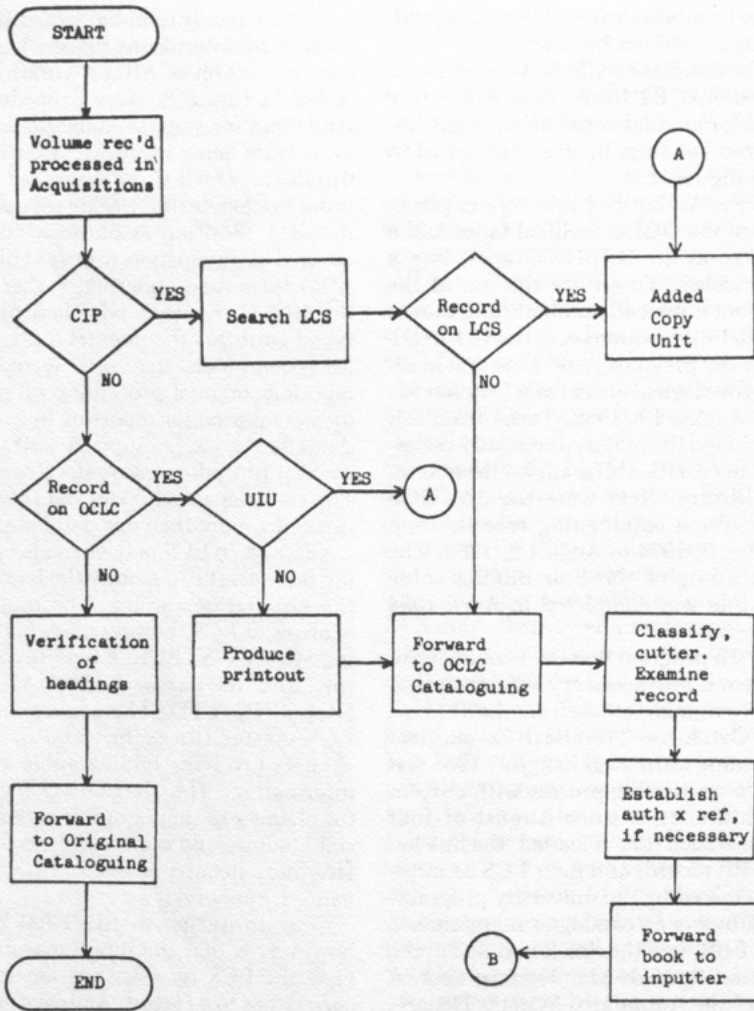 START
Volume rec'd
processed in
Acquisitions
CIP
YES
NO
Search LCS
Record
on LCS
YES
NO
A
Added
Copy
Unit
Record
on OCLC
YES
NO
UIU
YES
NO
A
Verification
of
headings
Produce
printout
Forward
to OCLC
Cataloguing
Classify,
cutter.
Examine
record
Forward
to Original
Cataloguing
Establish
auth x ref,
if necessary
END
B
Forward
book to
inputter